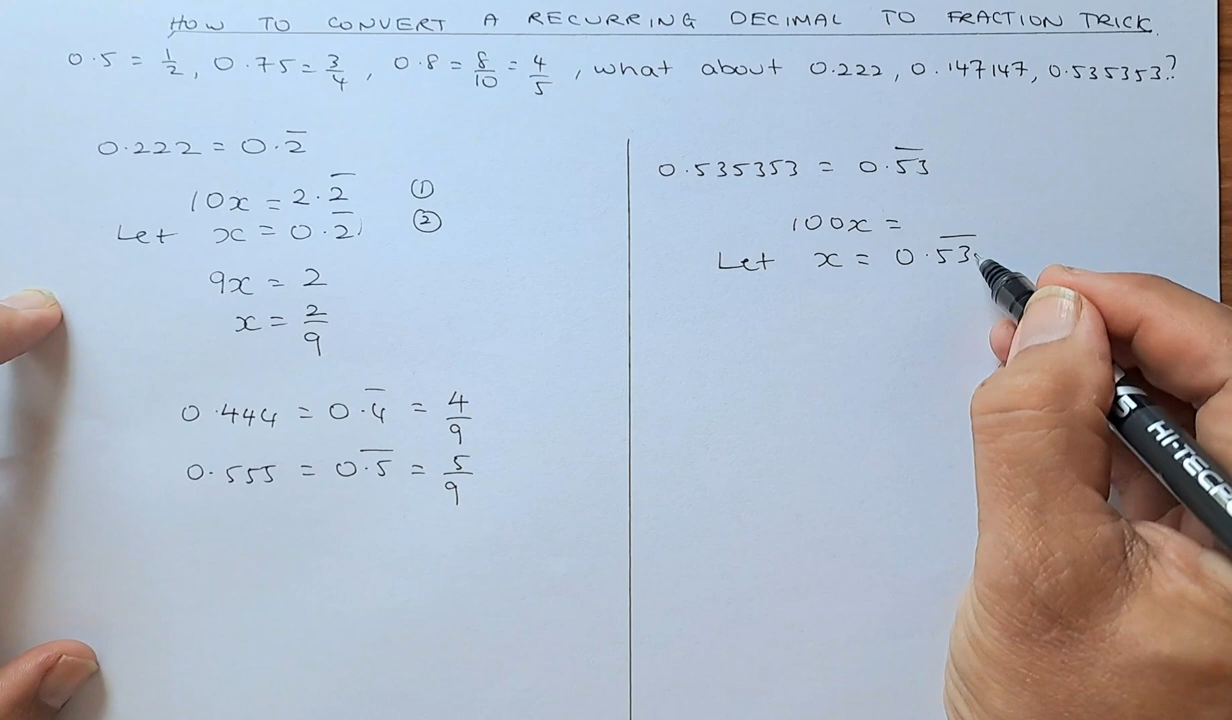 HOW TO CONVERT A RECURRING DECIMAL TO FRACTION TRICK.
0.5 = 1/2, 0.75 = 3/4, 0.8 = 8/10 = 4/5, what about 0.222, 0.147147, 0.535353?
0.222 = 0.2̅
10x = 2.2̅ ①
Let x = 0.2̅ ②
9x = 2
x = 2/9
0.444 = 0.4̅ = 4/9
0.555 = 0.5̅ = 5/9
0.535353 = 0.5̅3̅
100x =
Let x = 0.5̅3̅
V5 HI-TECP